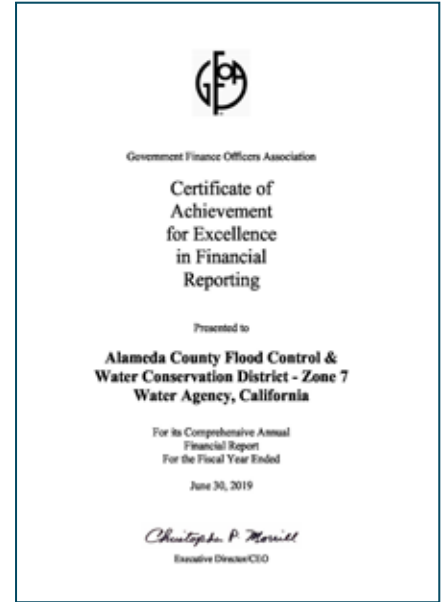 GFOA
Government Finance Officers Association
Certificate of
Achievement
for Excellence
in Financial
Reporting
Presented to
Alameda County Flood Control &
Water Conservation District - Zone 7
Water Agency, California
For its Comprehensive Annual
Financial Report
For the Fiscal Year Ended
June 30, 2019
Christopher P. Morrill
Executive Director/CEO